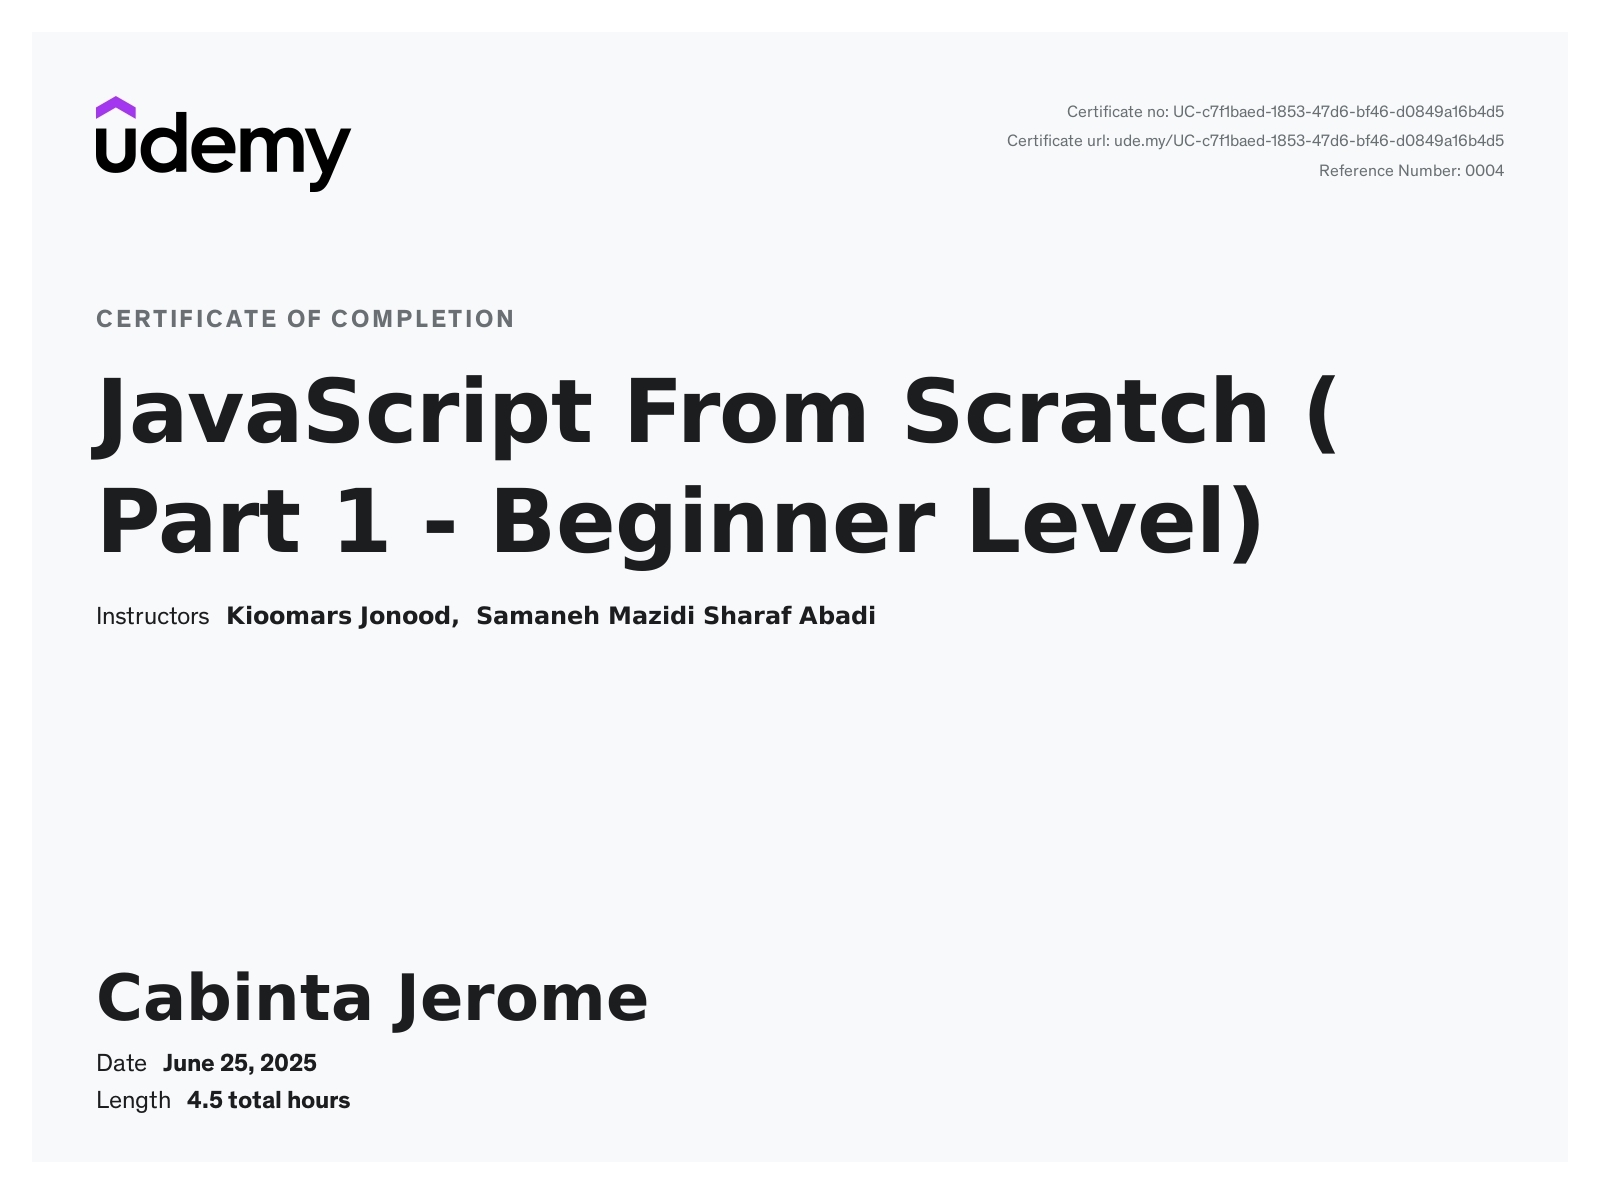 udemy
Certificate no: UC-c7f1baed-1853-47d6-bf46-d0849a16b4d5
Certificate url: ude.my/UC-c7f1baed-1853-47d6-bf46-d0849a16b4d5
Reference Number: 0004
CERTIFICATE OF COMPLETION
JavaScript From Scratch (
Part 1 - Beginner Level)
Instructors Kioomars Jonood, Samaneh Mazidi Sharaf Abadi
Cabinta Jerome
Date June 25, 2025
Length 4.5 total hours